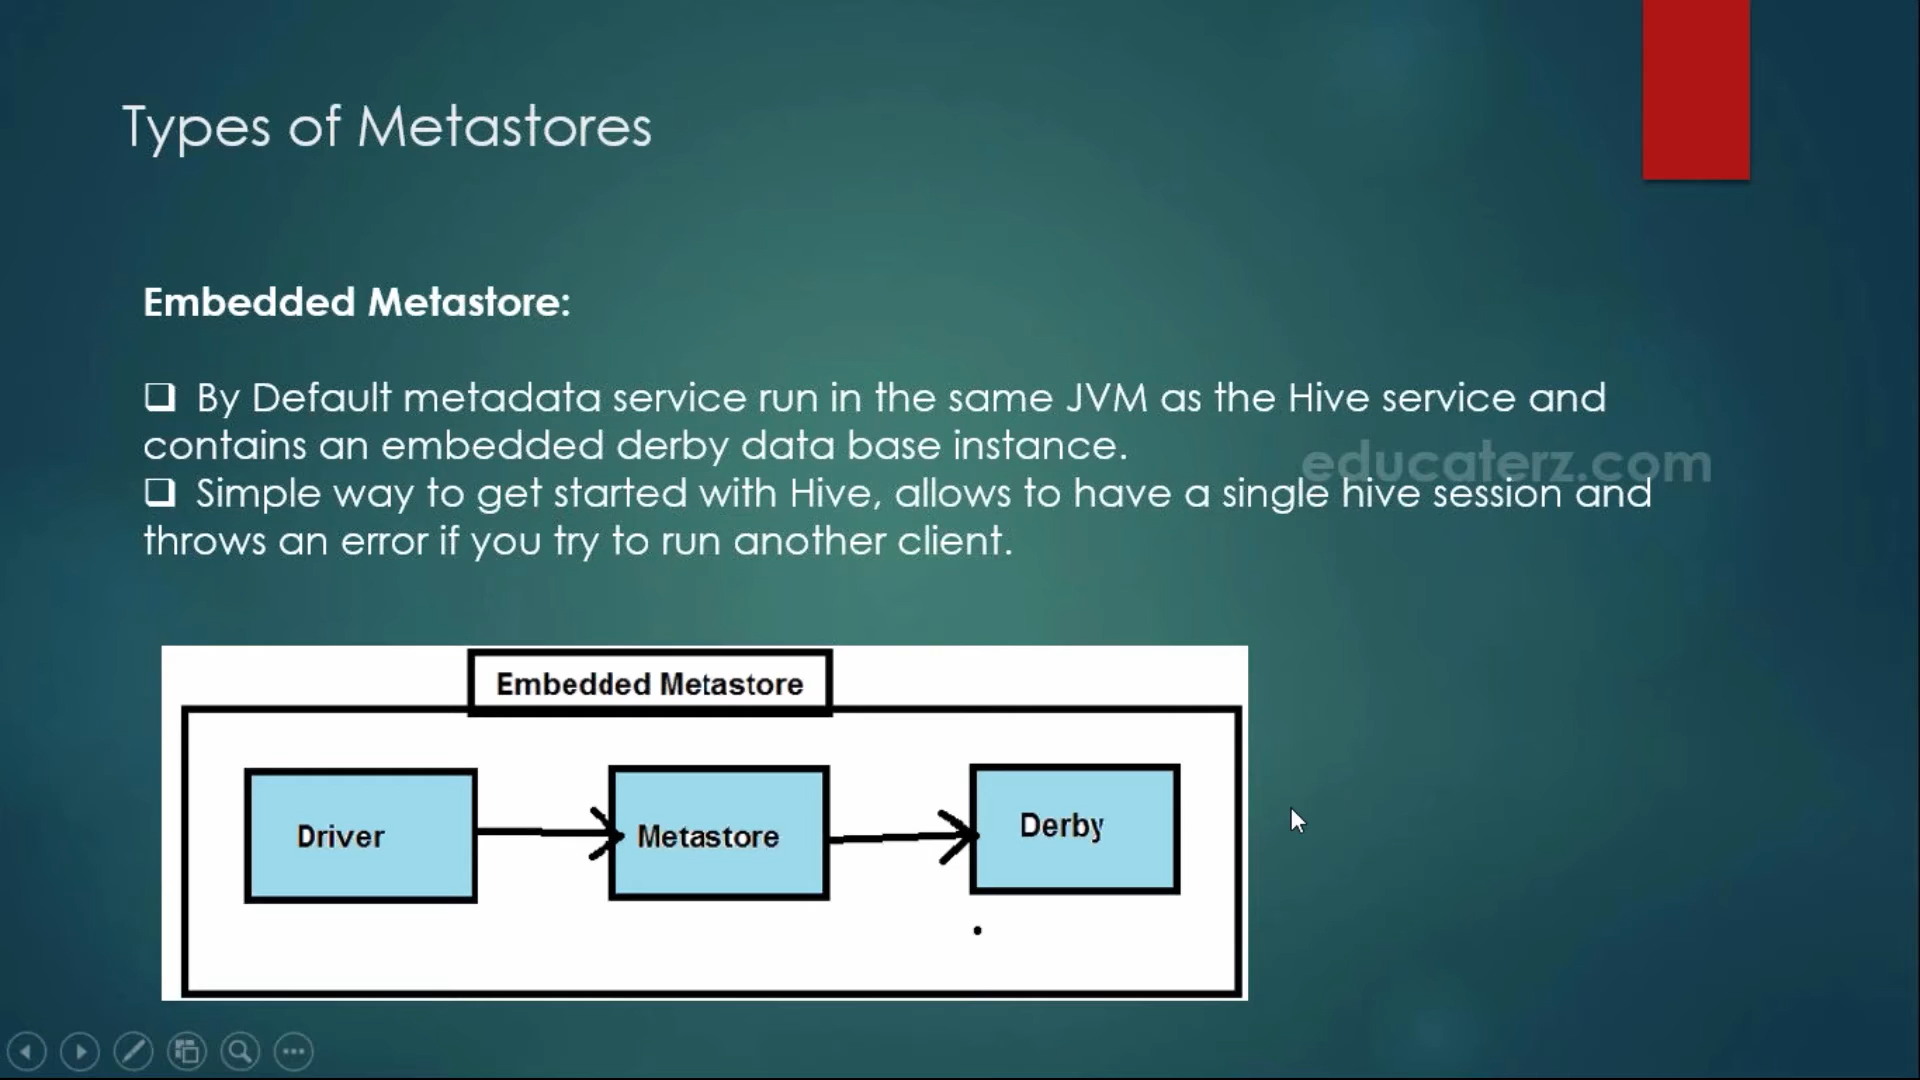 Types of Metastores
Embedded Metastore:
❑ By Default metadata service run in the same JVM as the Hive service and
contains an embedded derby data base instance.
educaterz.com
❑ Simple way to get started with Hive, allows to have a single hive session and
throws an error if you try to run another client.
Embedded Metastore
Driver
Metastore
Derby